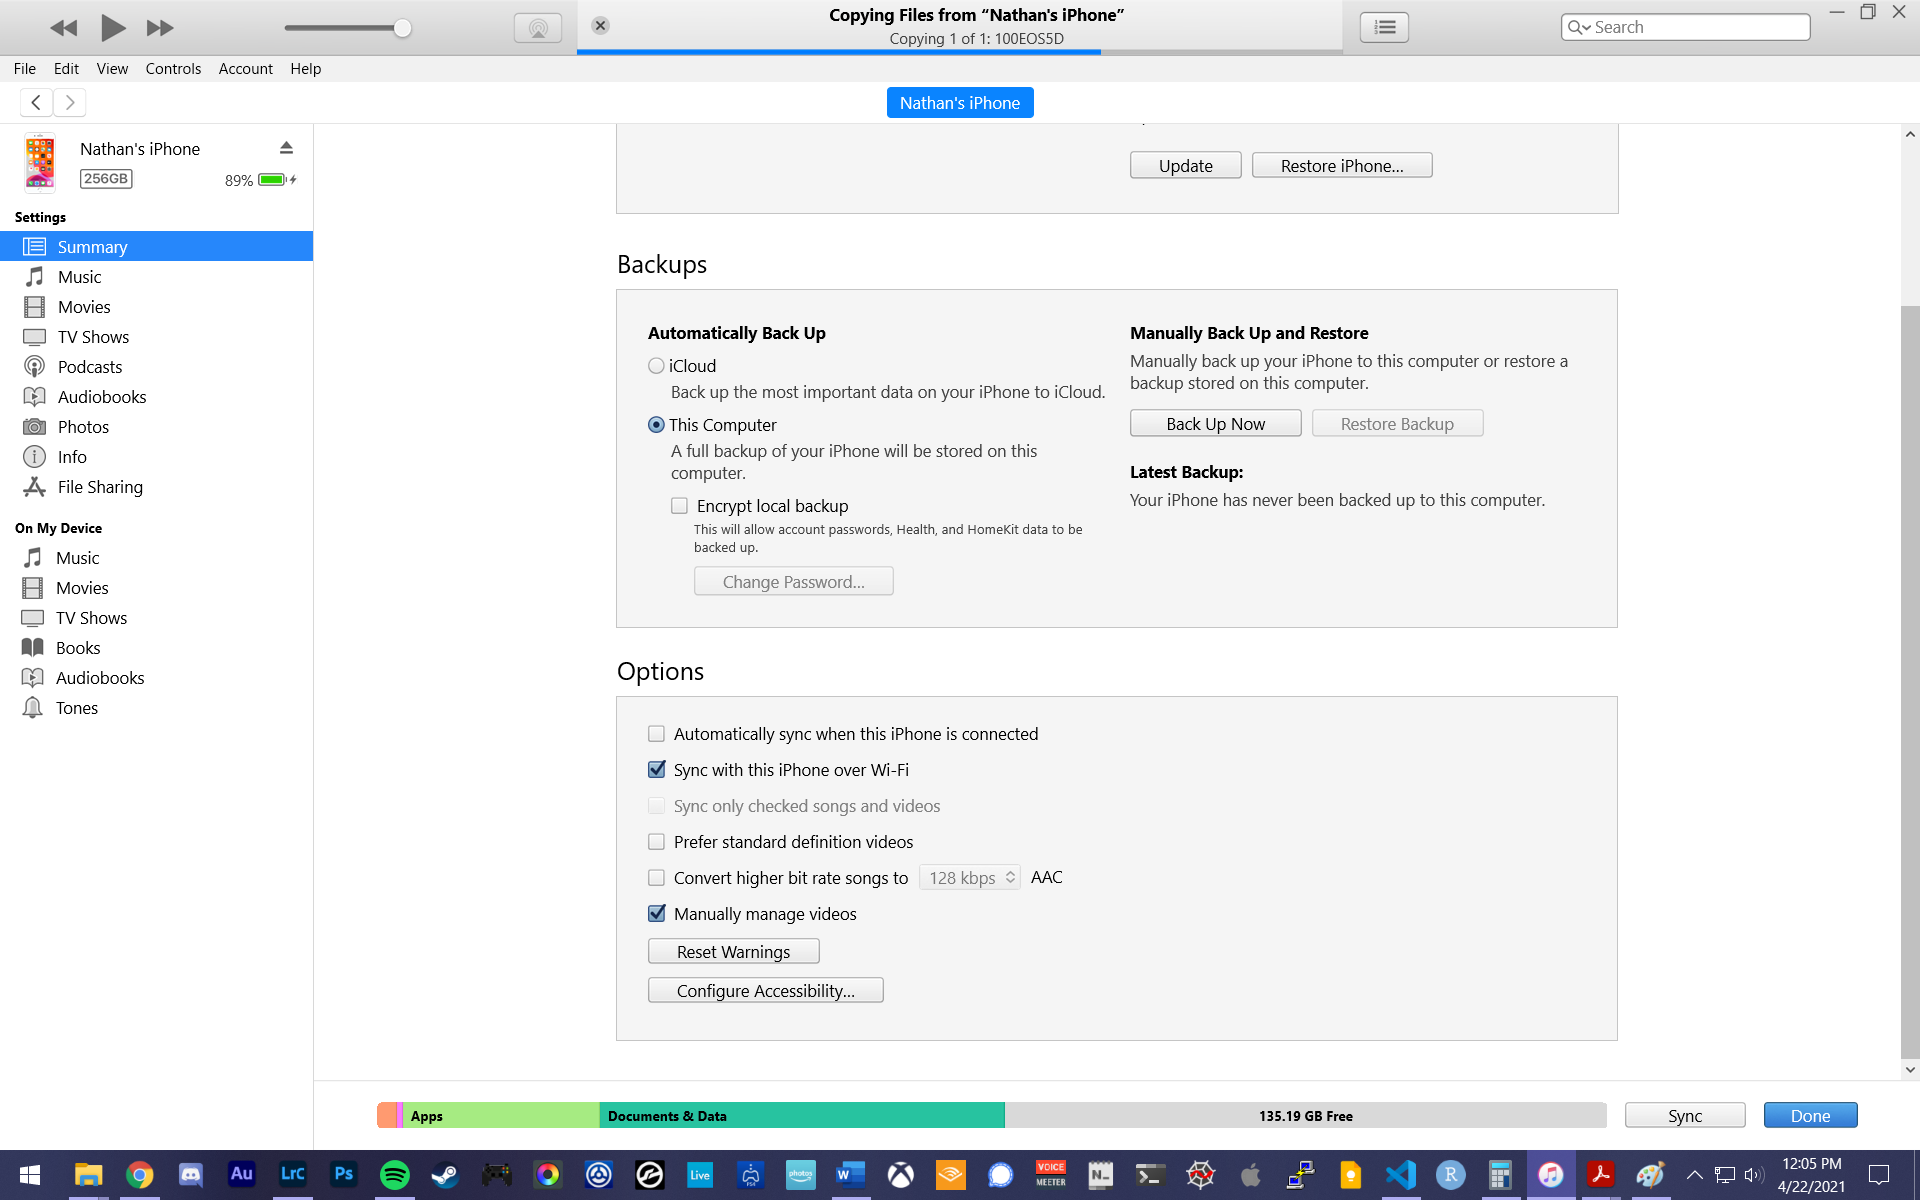 Copying Files from “Nathan's iPhone”
Copying 1 of 1: 100EOS5D
Search
File Edit View Controls Account Help
Nathan's iPhone
Nathan's iPhone
256GB
89%
Settings
Summary
Music
Movies
TV Shows
Podcasts
Audiobooks
Photos
Info
File Sharing
On My Device
Music
Movies
TV Shows
Books
Audiobooks
Tones
Update
Restore iPhone...
Backups
Automatically Back Up
iCloud
Back up the most important data on your iPhone to iCloud.
This Computer
A full backup of your iPhone will be stored on this
computer.
Encrypt local backup
This will allow account passwords, Health, and HomeKit data to be
backed up.
Change Password...
Manually Back Up and Restore
Manually back up your iPhone to this computer or restore a
backup stored on this computer.
Back Up Now
Restore Backup
Latest Backup:
Your iPhone has never been backed up to this computer.
Options
Automatically sync when this iPhone is connected
Sync with this iPhone over Wi-Fi
Sync only checked songs and videos
Prefer standard definition videos
Convert higher bit rate songs to 128 kbps AAC
Manually manage videos
Reset Warnings
Configure Accessibility...
Apps
Documents & Data
135.19 GB Free
Sync
Done
Au
LrC
Ps
Live
PS4
photos
W
VOICE
MEETER
N
R
12:05 PM
4/22/2021